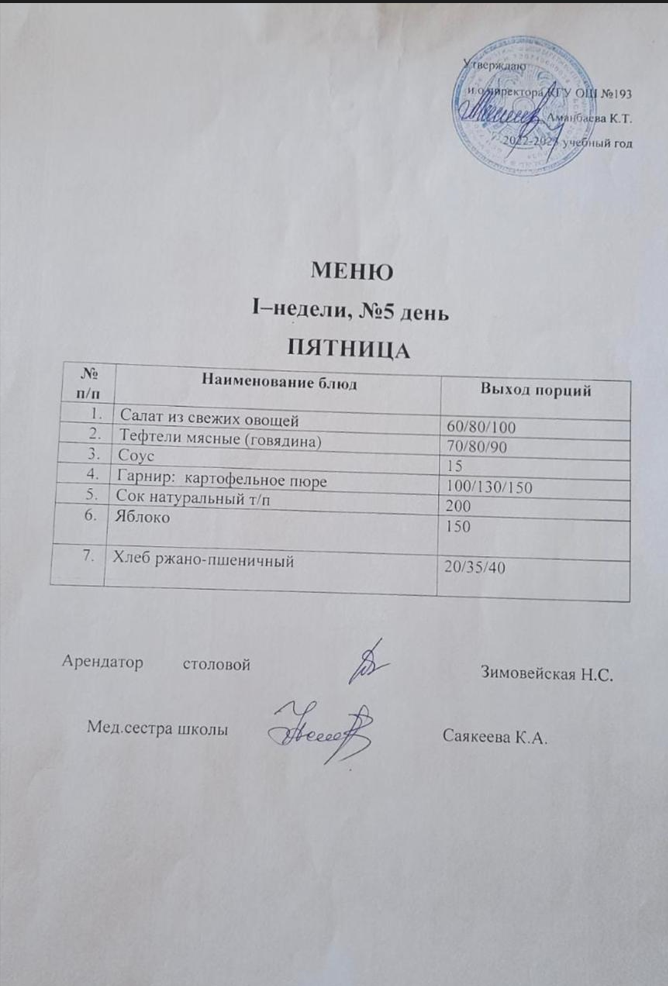 Утверждаю
и о директора КГУ ОШ №193
Аманбаева К.Т.
2022-2023 учебный год
МЕНЮ
I–недели, №5 день
ПЯТНИЦА
№ п/п Наименование блюд Выход порций
1. Салат из свежих овощей 60/80/100
2. Тефтели мясные (говядина) 70/80/90
3. Соус 15
4. Гарнир: картофельное пюре 100/130/150
5. Сок натуральный т/п 200
6. Яблоко 150
7. Хлеб ржано-пшеничный 20/35/40
Арендатор столовой Зимовейская Н.С.
Мед.сестра школы Саякеева К.А.